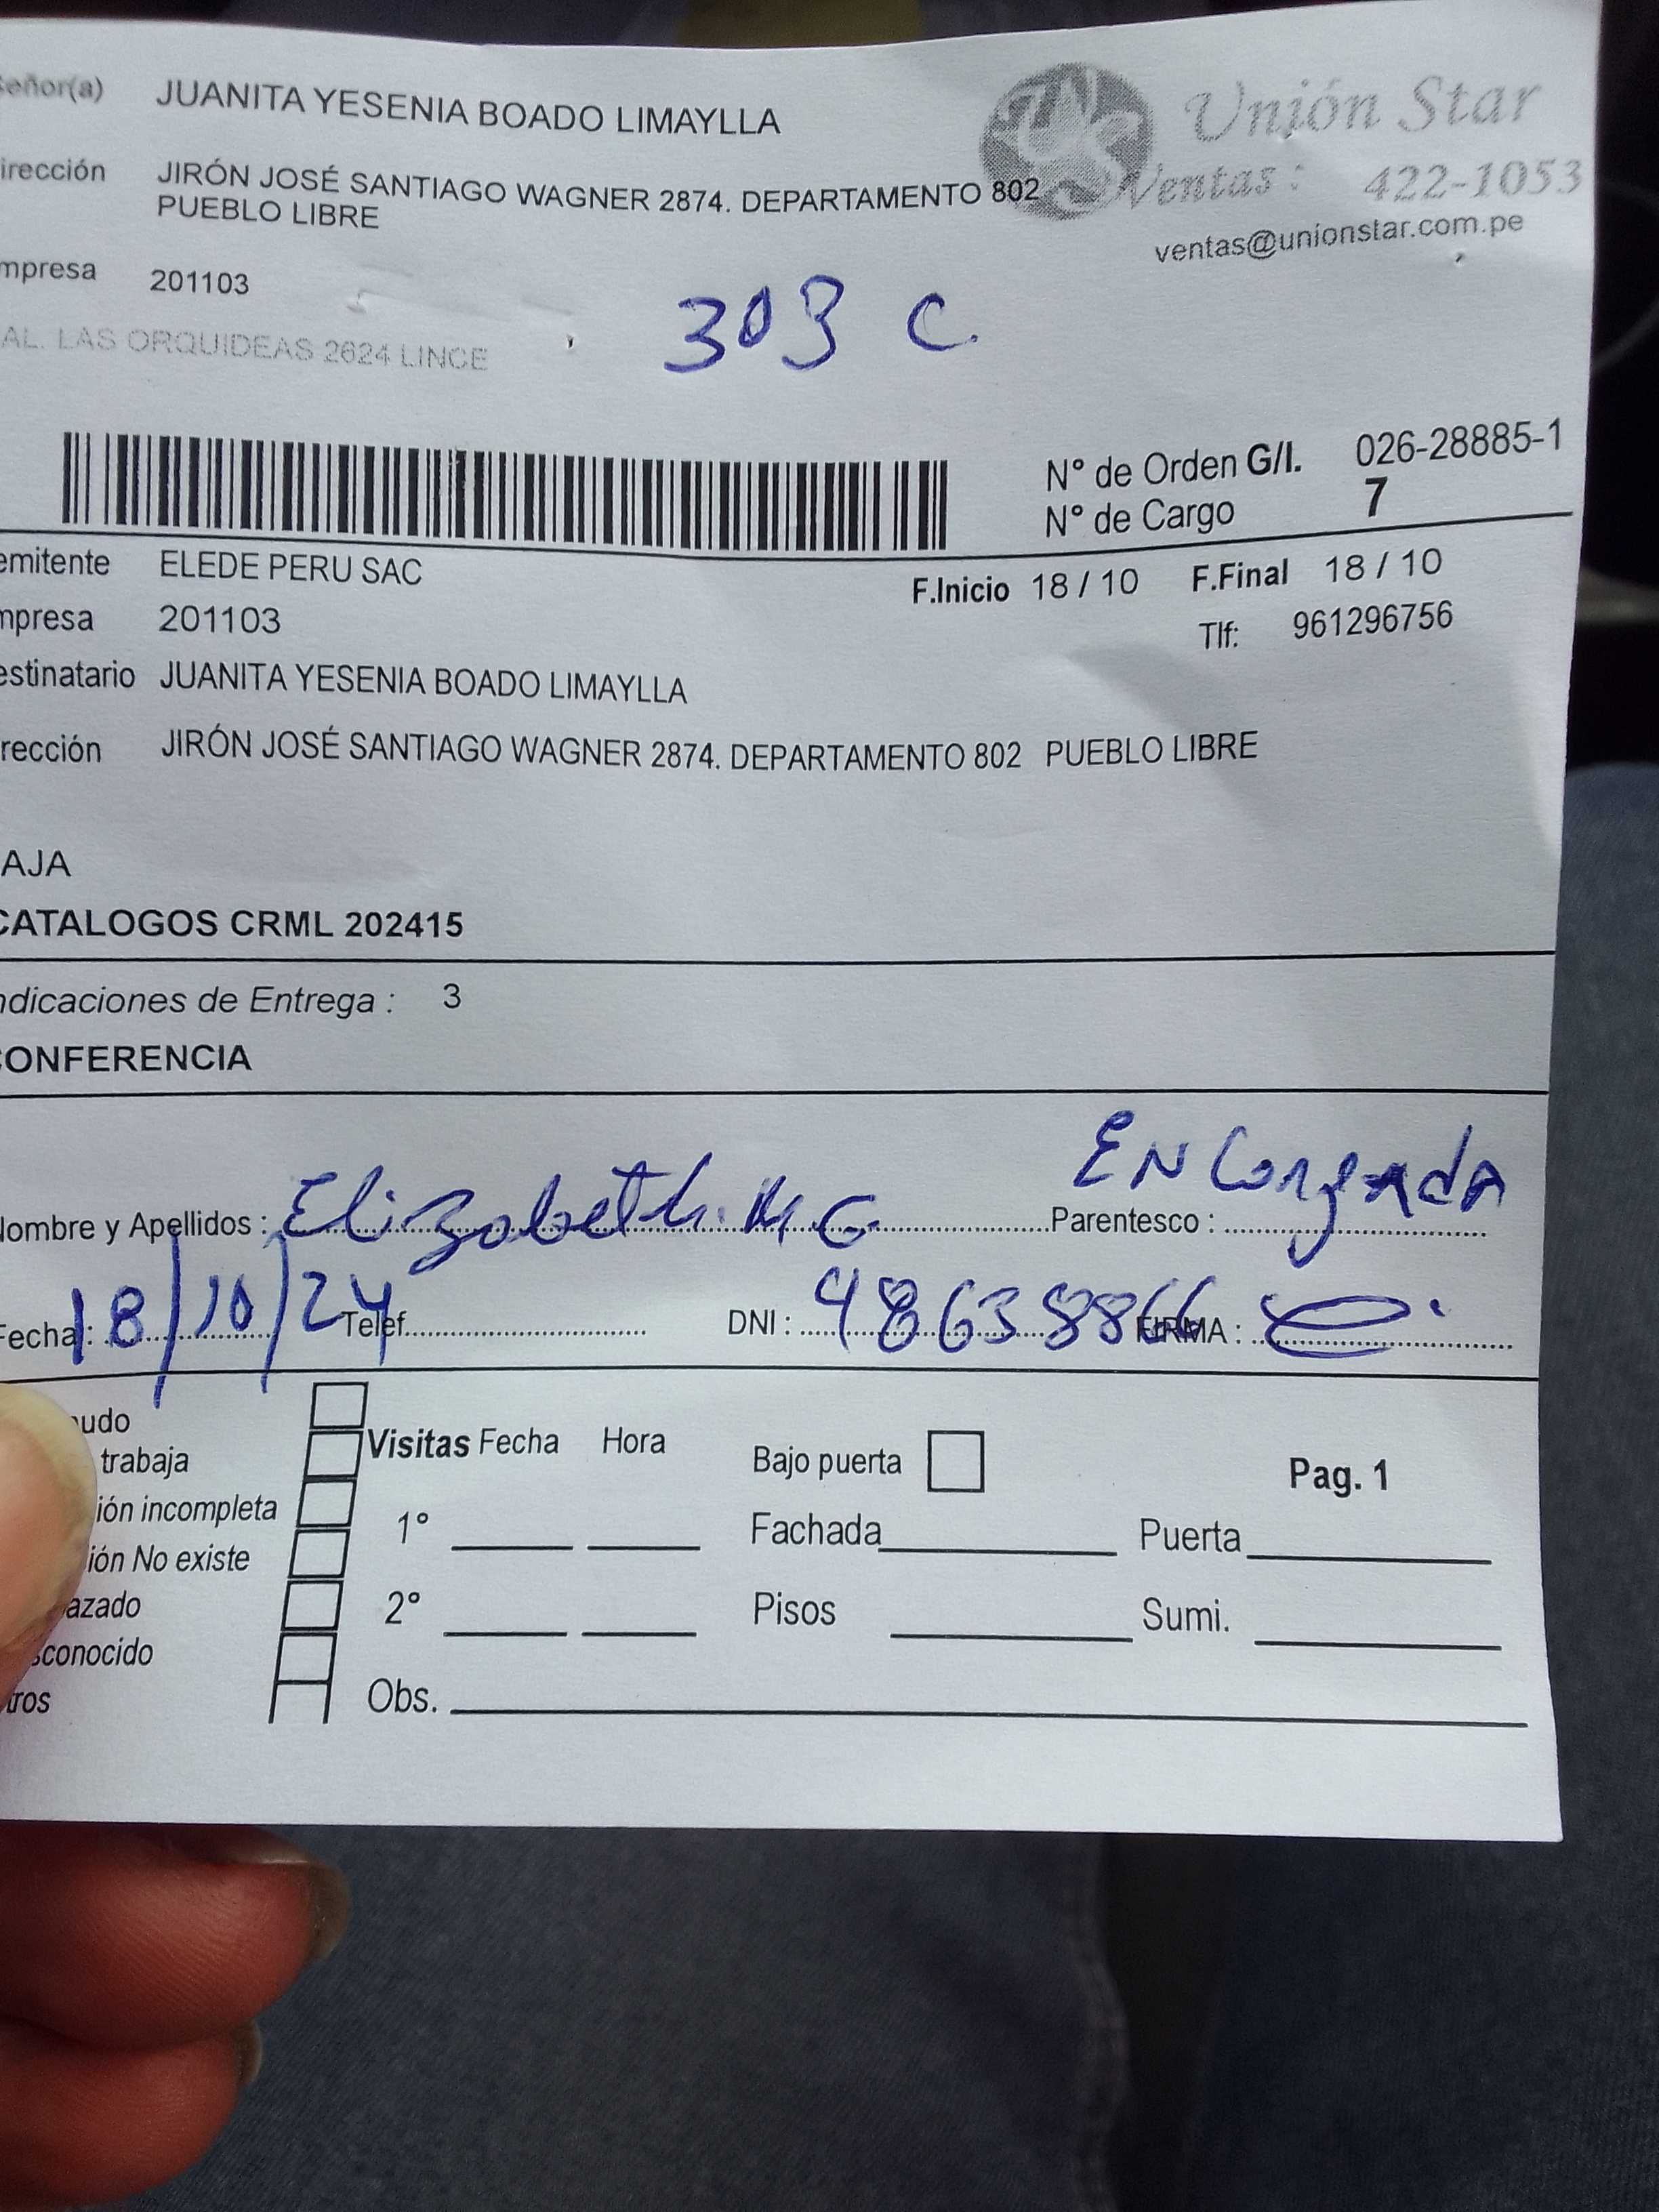 Señor(a) JUANITA YESENIA BOADO LIMAYLLA
irección JIRÓN JOSÉ SANTIAGO WAGNER 2874. DEPARTAMENTO 802
PUEBLO LIBRE
Unión Star
Ventas : 422-1053
ventas@unionstar.com.pe
mpresa 201103
303 C.
AL. LAS ORQUIDEAS 2624 LINCE
N° de Orden G/I. 026-28885-1
N° de Cargo 7
emitente ELEDE PERU SAC
F.Inicio 18 / 10 F.Final 18 / 10
mpresa 201103
Tlf: 961296756
estinatario JUANITA YESENIA BOADO LIMAYLLA
rección JIRÓN JOSÉ SANTIAGO WAGNER 2874. DEPARTAMENTO 802 PUEBLO LIBRE
AJA
CATALOGOS CRML 202415
ndicaciones de Entrega : 3
CONFERENCIA
Nombre y Apellidos : Elizabeth. M. G Parentesco : ENCargada
Fecha : 18/10/24 Telef. DNI : 48638866 FIRMA :
udo
trabaja
ión incompleta
ión No existe
azado
sconocido
tros
Visitas Fecha Hora
1°
2°
Obs.
Bajo puerta Pag. 1
Fachada Puerta
Pisos Sumi.